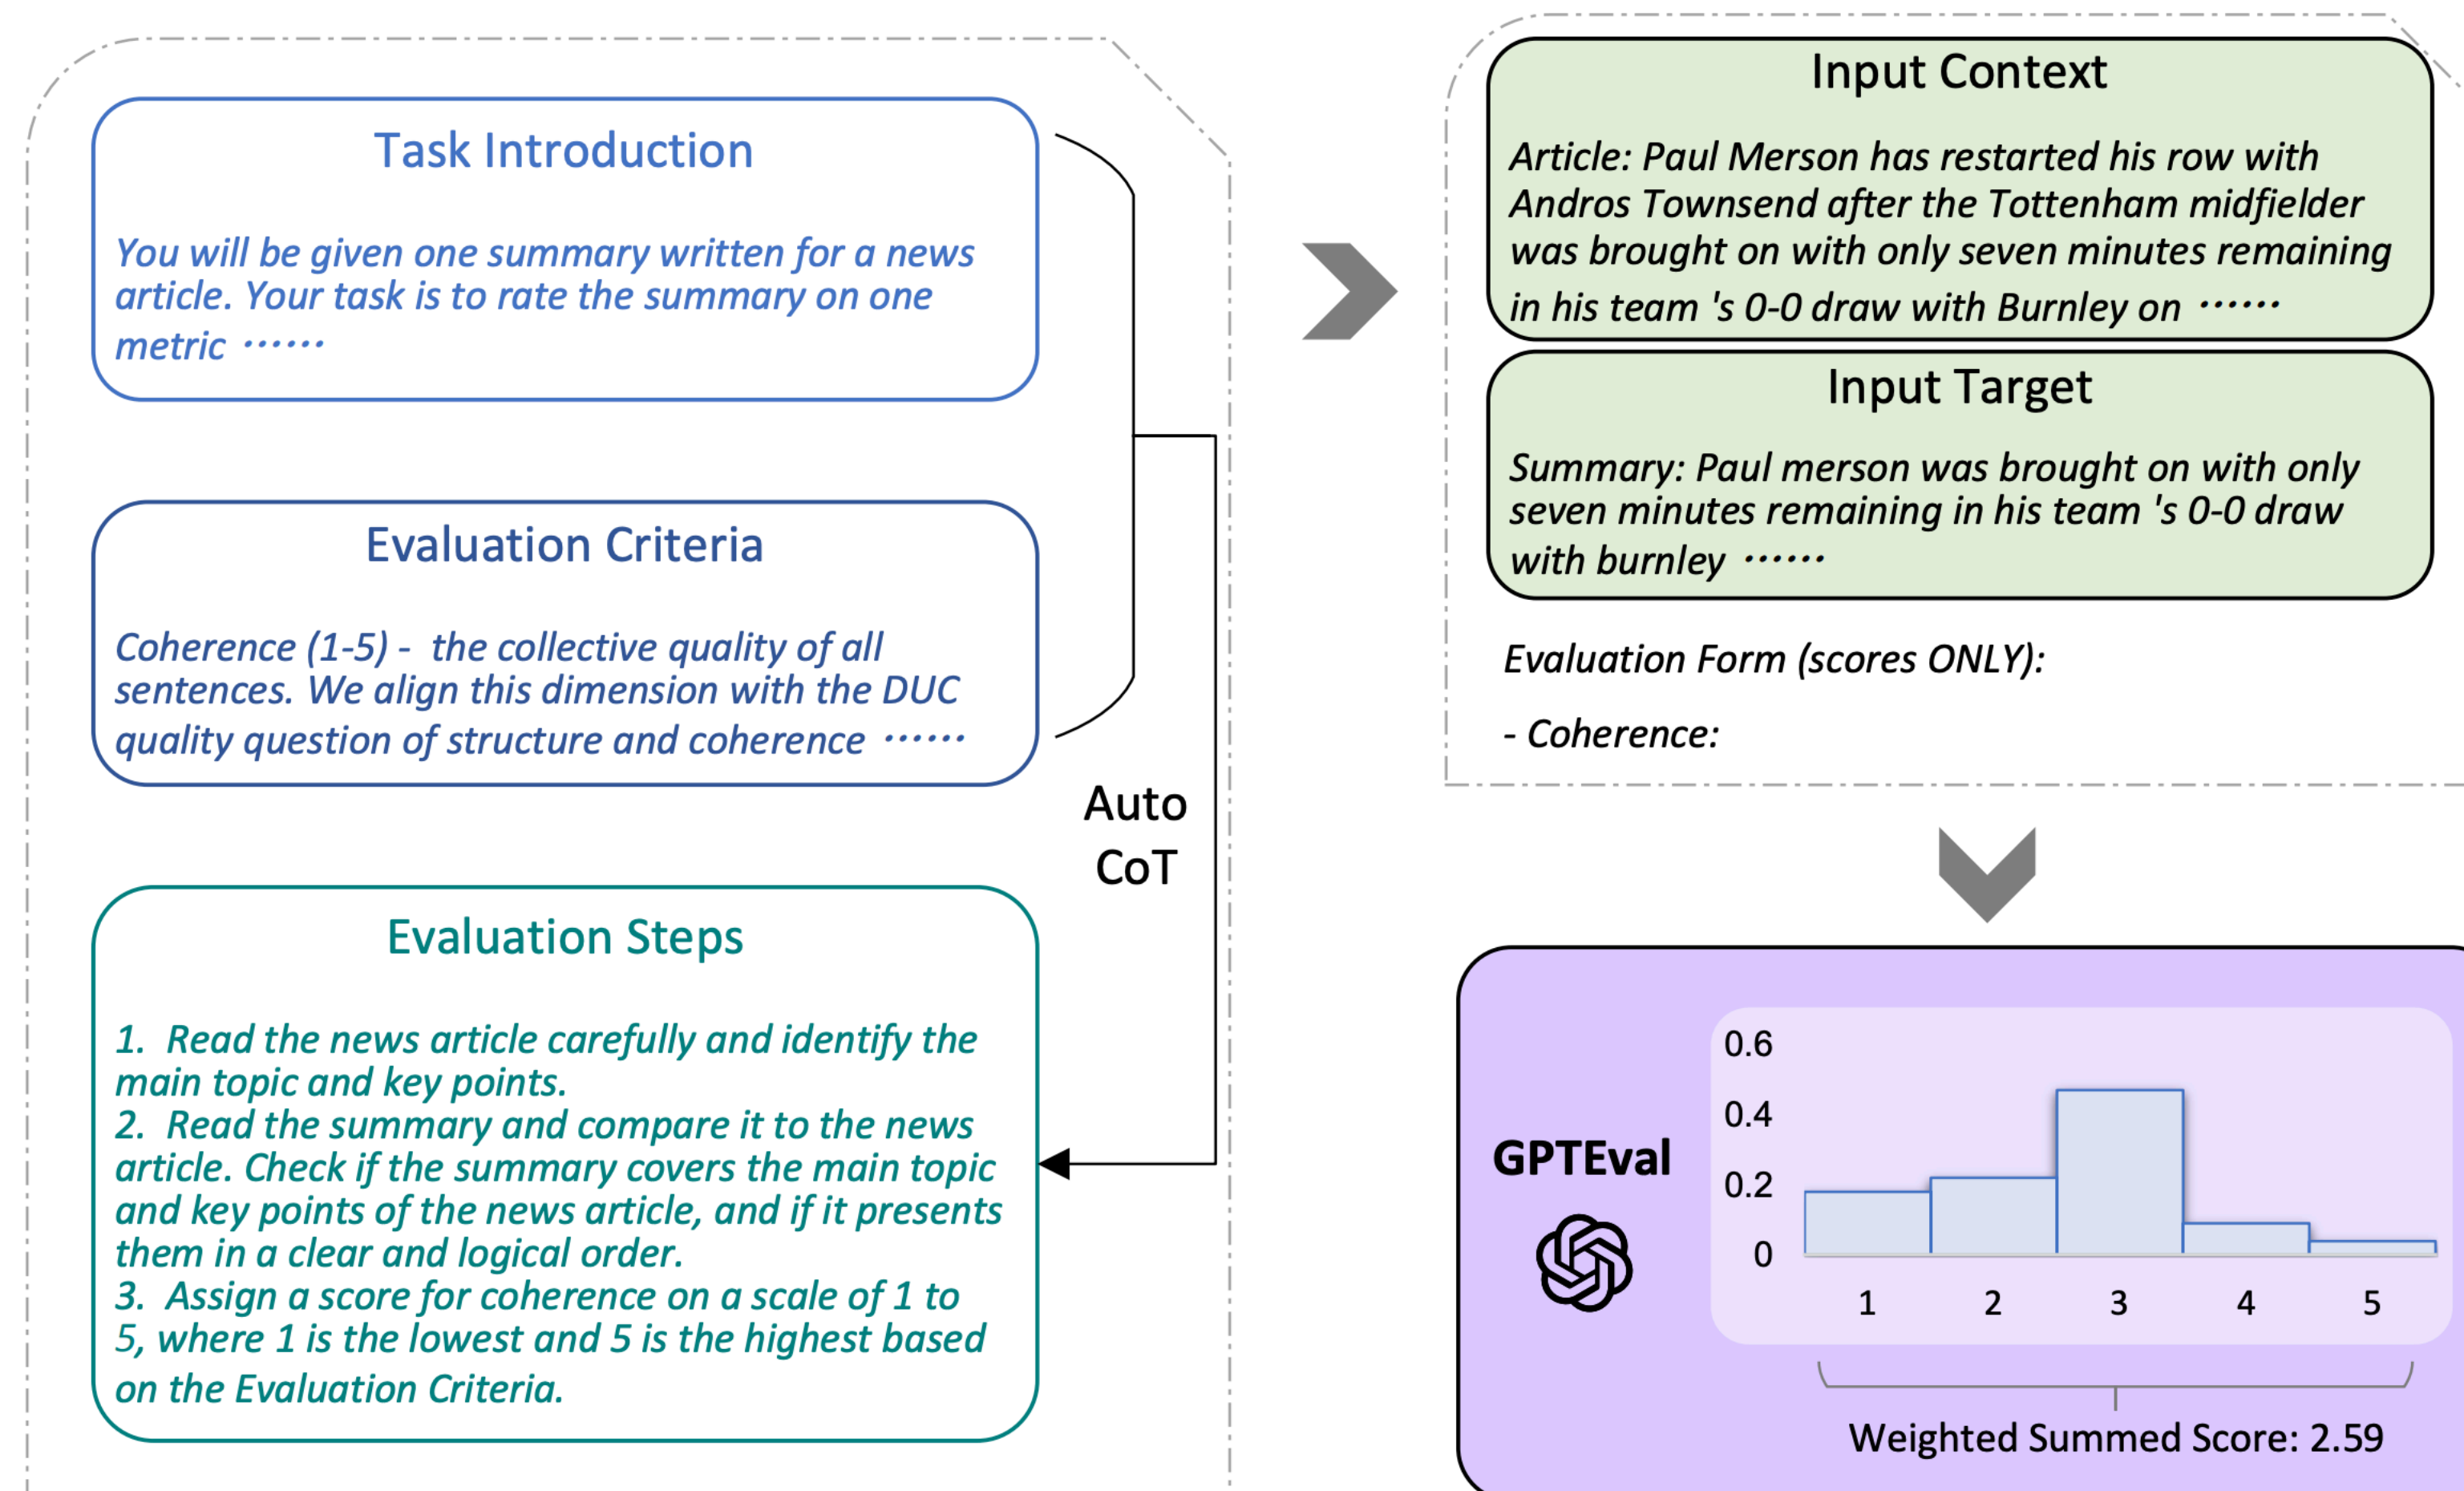 Task Introduction
You will be given one summary written for a news
article. Your task is to rate the summary on one
metric ······
Evaluation Criteria
Coherence (1-5) - the collective quality of all
sentences. We align this dimension with the DUC
quality question of structure and coherence ······
Auto
CoT
Evaluation Steps
1. Read the news article carefully and identify the
main topic and key points.
2. Read the summary and compare it to the news
article. Check if the summary covers the main topic
and key points of the news article, and if it presents
them in a clear and logical order.
3. Assign a score for coherence on a scale of 1 to
5, where 1 is the lowest and 5 is the highest based
on the Evaluation Criteria.
Input Context
Article: Paul Merson has restarted his row with
Andros Townsend after the Tottenham midfielder
was brought on with only seven minutes remaining
in his team 's 0-0 draw with Burnley on ······
Input Target
Summary: Paul merson was brought on with only
seven minutes remaining in his team 's 0-0 draw
with burnley ······
Evaluation Form (scores ONLY):
- Coherence:
GPTEval
0.6
0.4
0.2
0
1 2 3 4 5
Weighted Summed Score: 2.59